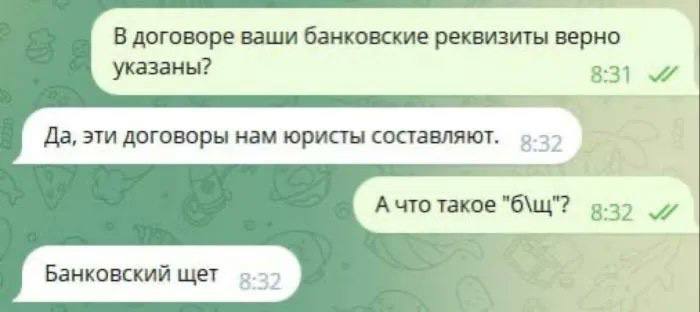 В договоре ваши банковские реквизиты верно
указаны?
8:31
Да, эти договоры нам юристы составляют. 8:32
А что такое "б\щ"? 8:32
Банковский щет 8:32